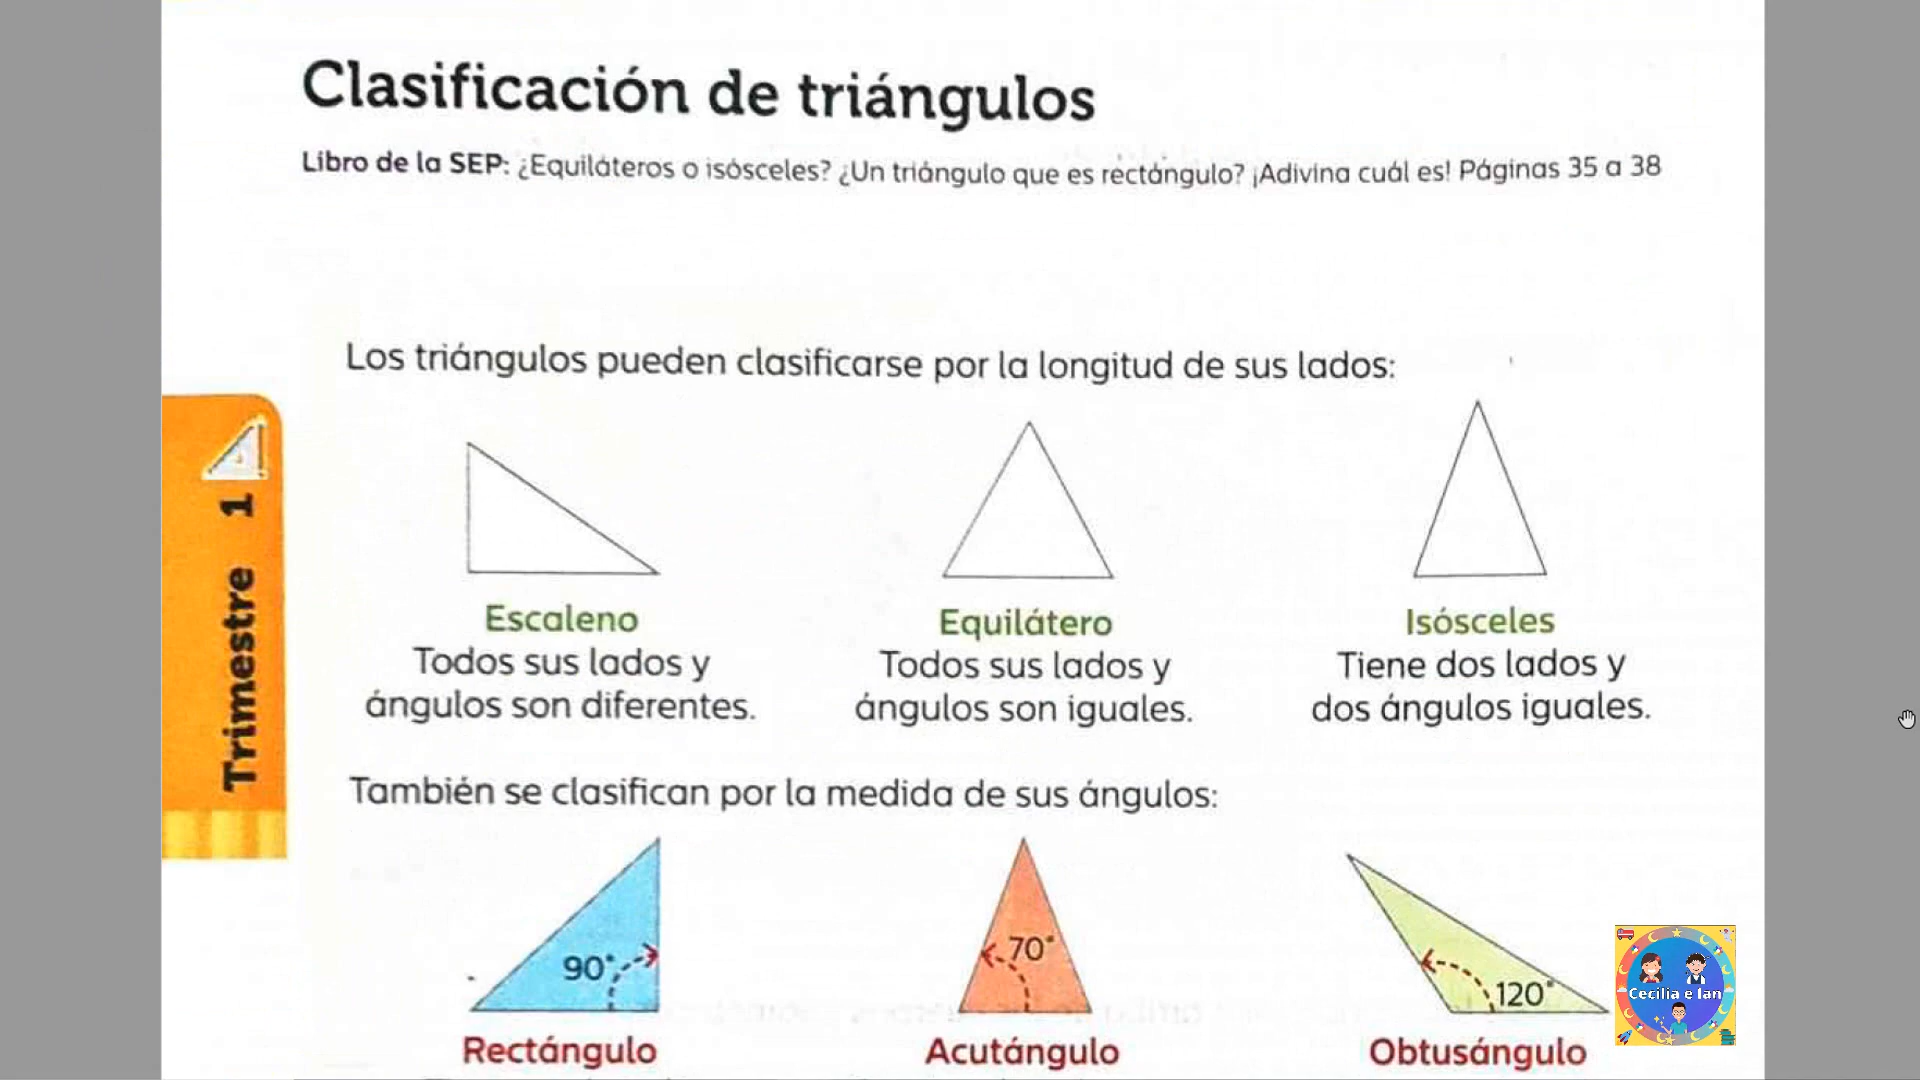 Clasificación de triángulos
Libro de la SEP: ¿Equiláteros o isósceles? ¿Un triángulo que es rectángulo? ¡Adivina cuál es! Páginas 35 a 38
Los triángulos pueden clasificarse por la longitud de sus lados:
Trimestre 1
Escaleno
Todos sus lados y
ángulos son diferentes.
Equilátero
Todos sus lados y
ángulos son iguales.
Isósceles
Tiene dos lados y
dos ángulos iguales.
También se clasifican por la medida de sus ángulos:
90°
Rectángulo
70°
Acutángulo
120°
Obtusángulo
Cecilia e Ian